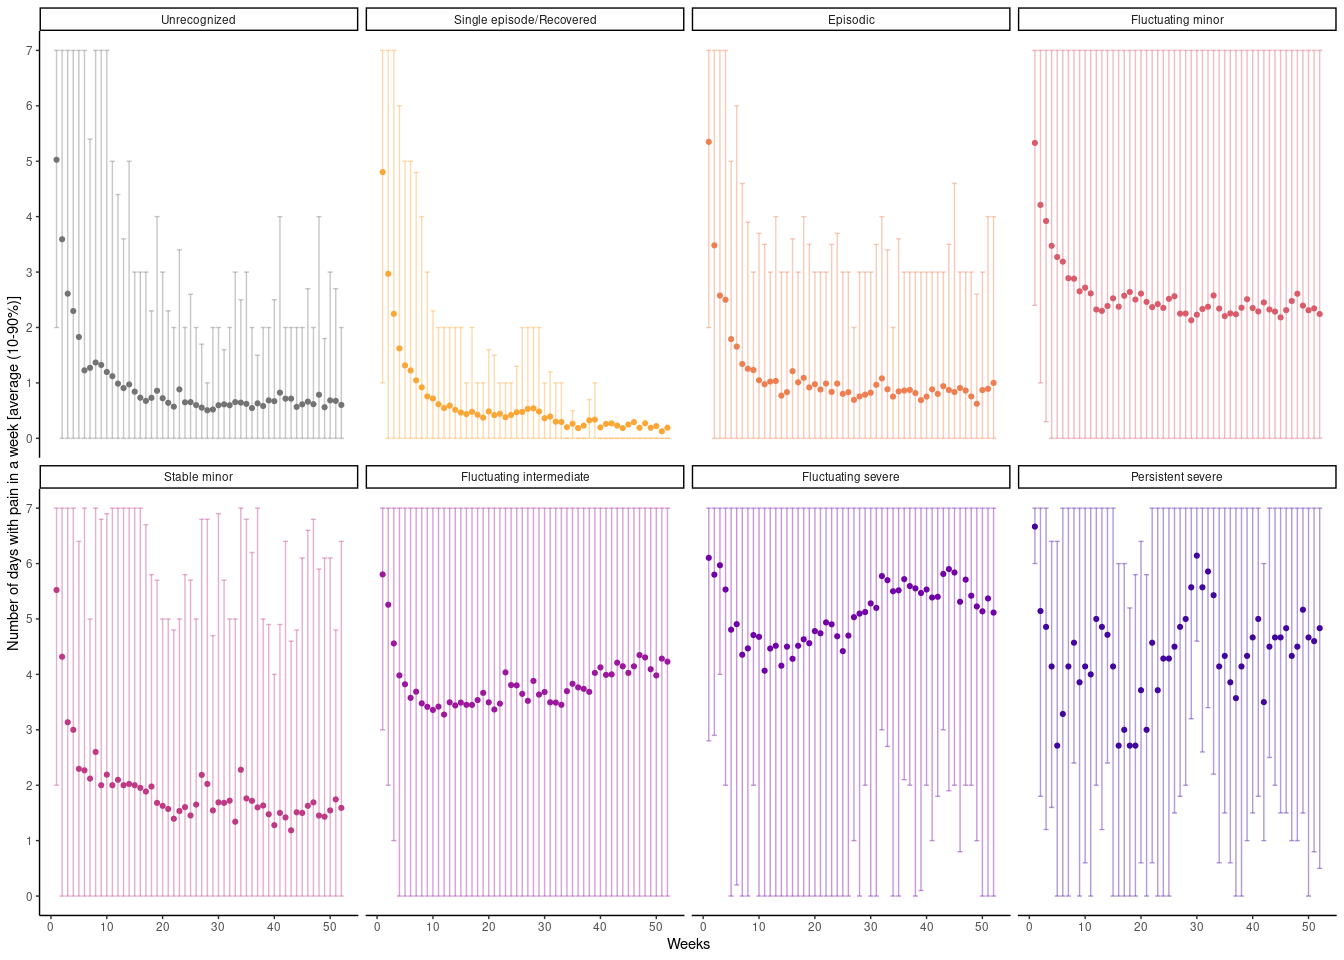 Unrecognized
Single episode/Recovered
Episodic
Fluctuating minor
7
6
5
4
3
2
1
0
Number of days with pain in a week [average (10-90%)]
Stable minor
Fluctuating intermediate
Fluctuating severe
Persistent severe
7
6
5
4
3
2
1
0
0 10 20 30 40 50
0 10 20 30 40 50
0 10 20 30 40 50
0 10 20 30 40 50
Weeks